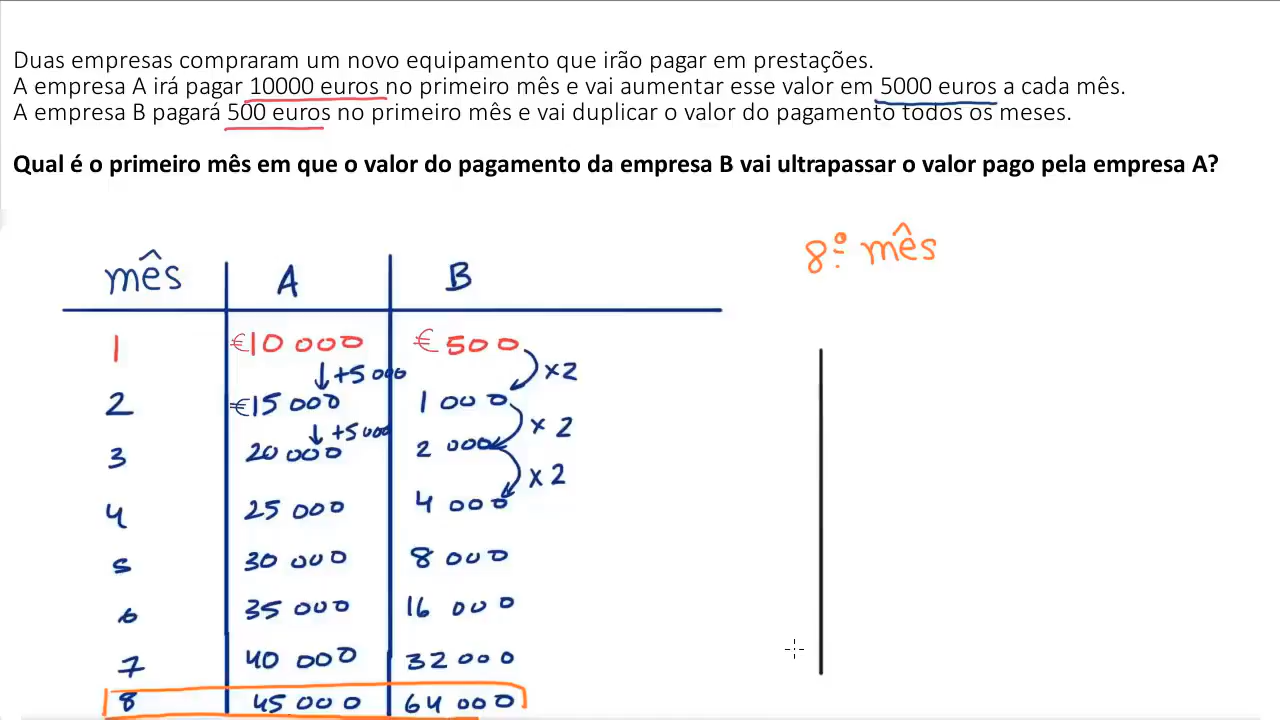 Duas empresas compraram um novo equipamento que irão pagar em prestações.
A empresa A irá pagar 10000 euros no primeiro mês e vai aumentar esse valor em 5000 euros a cada mês.
A empresa B pagará 500 euros no primeiro mês e vai duplicar o valor do pagamento todos os meses.
Qual é o primeiro mês em que o valor do pagamento da empresa B vai ultrapassar o valor pago pela empresa A?
8º mês
mês A B
1 €10 000 €500
↓+5 000 x2
2 €15 000 1 000
↓+5000 x2
3 20 000 2 000
x2
4 25 000 4 000
5 30 000 8 000
6 35 000 16 000
7 40 000 32 000
8 45 000 64 000